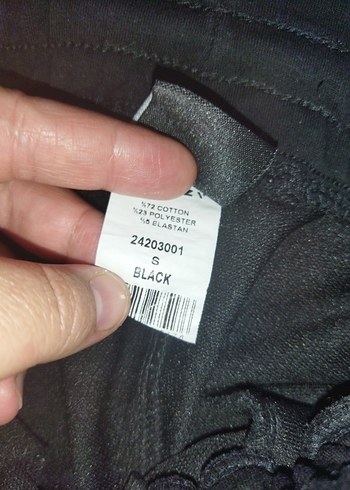 %72 COTTON
%23 POLYESTER
%5 ELASTAN
24203001
S
BLACK